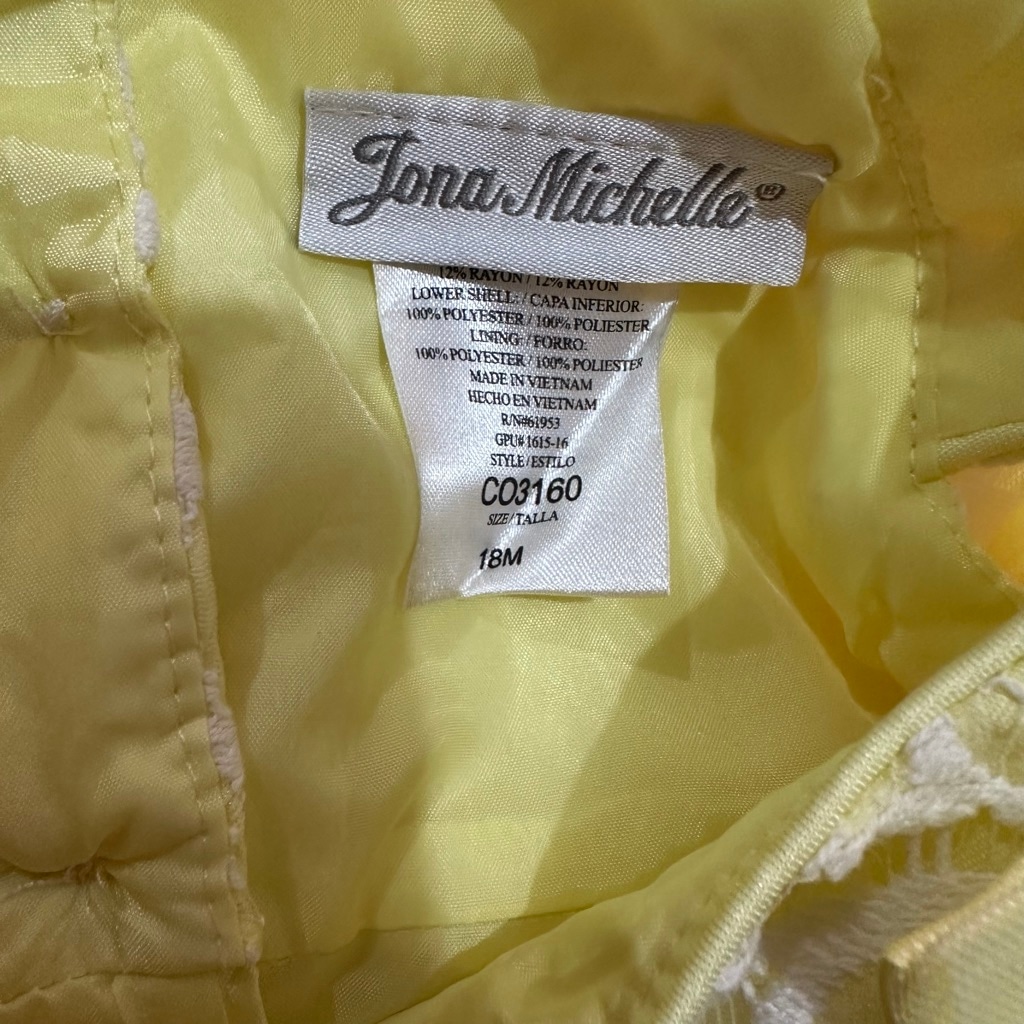 Jona Michelle®
12% RAYON / 12% RAYON
LOWER SHELL: / CAPA INFERIOR:
100% POLYESTER / 100% POLIESTER
LINING: / FORRO:
100% POLYESTER / 100% POLIESTER
MADE IN VIETNAM
HECHO EN VIETNAM
R/N#61953
GPU# 1615-16
STYLE / ESTILO
CO3160
SIZE / TALLA
18M